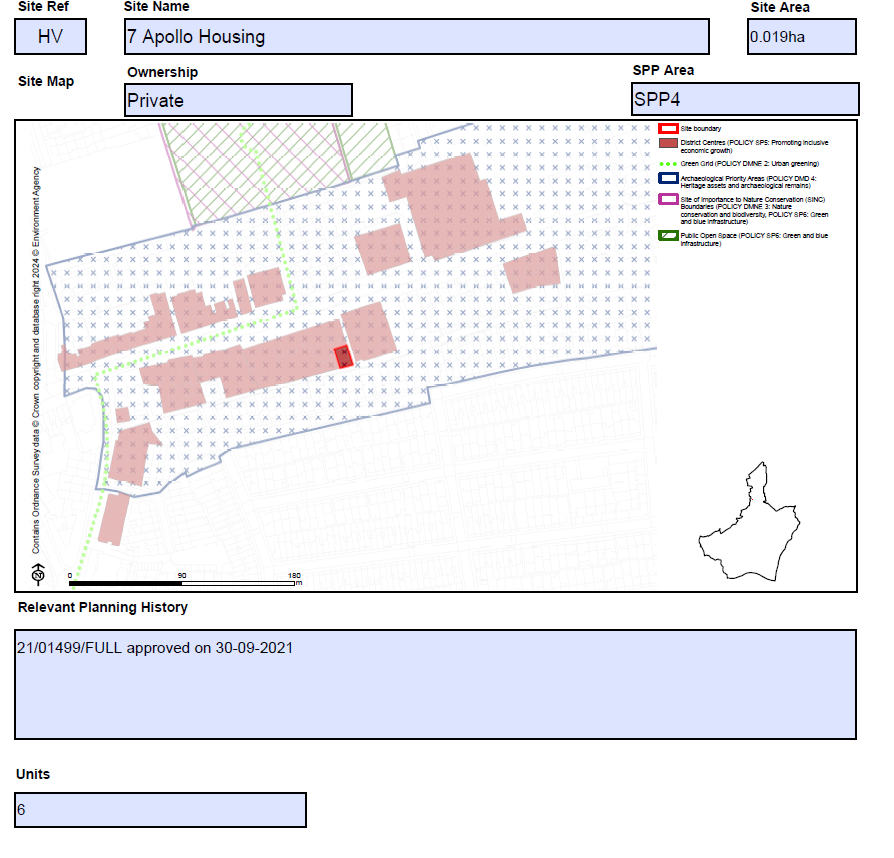 Site Ref
Site Name
Site Area
HV
7 Apollo Housing
0.019ha
Site Map
Ownership
SPP Area
Private
SPP4
Site boundary
District Centres (POLICY SP5: Promoting inclusive
economic growth)
Green Grid (POLICY DMNE 2: Urban greening)
Archaeological Priority Areas (POLICY DMD 4:
Heritage assets and archaeological remains)
Site of Importance to Nature Conservation (SINC)
Boundaries (POLICY DMNE 3: Nature
conservation and biodiversity, POLICY SP6: Green
and blue infrastructure)
Public Open Space (POLICY SP6: Green and blue
infrastructure)
Contains Ordnance Survey data © Crown copyright and database right 2024 © Environment Agency
N
0 90 180
m
Relevant Planning History
21/01499/FULL approved on 30-09-2021
Units
6